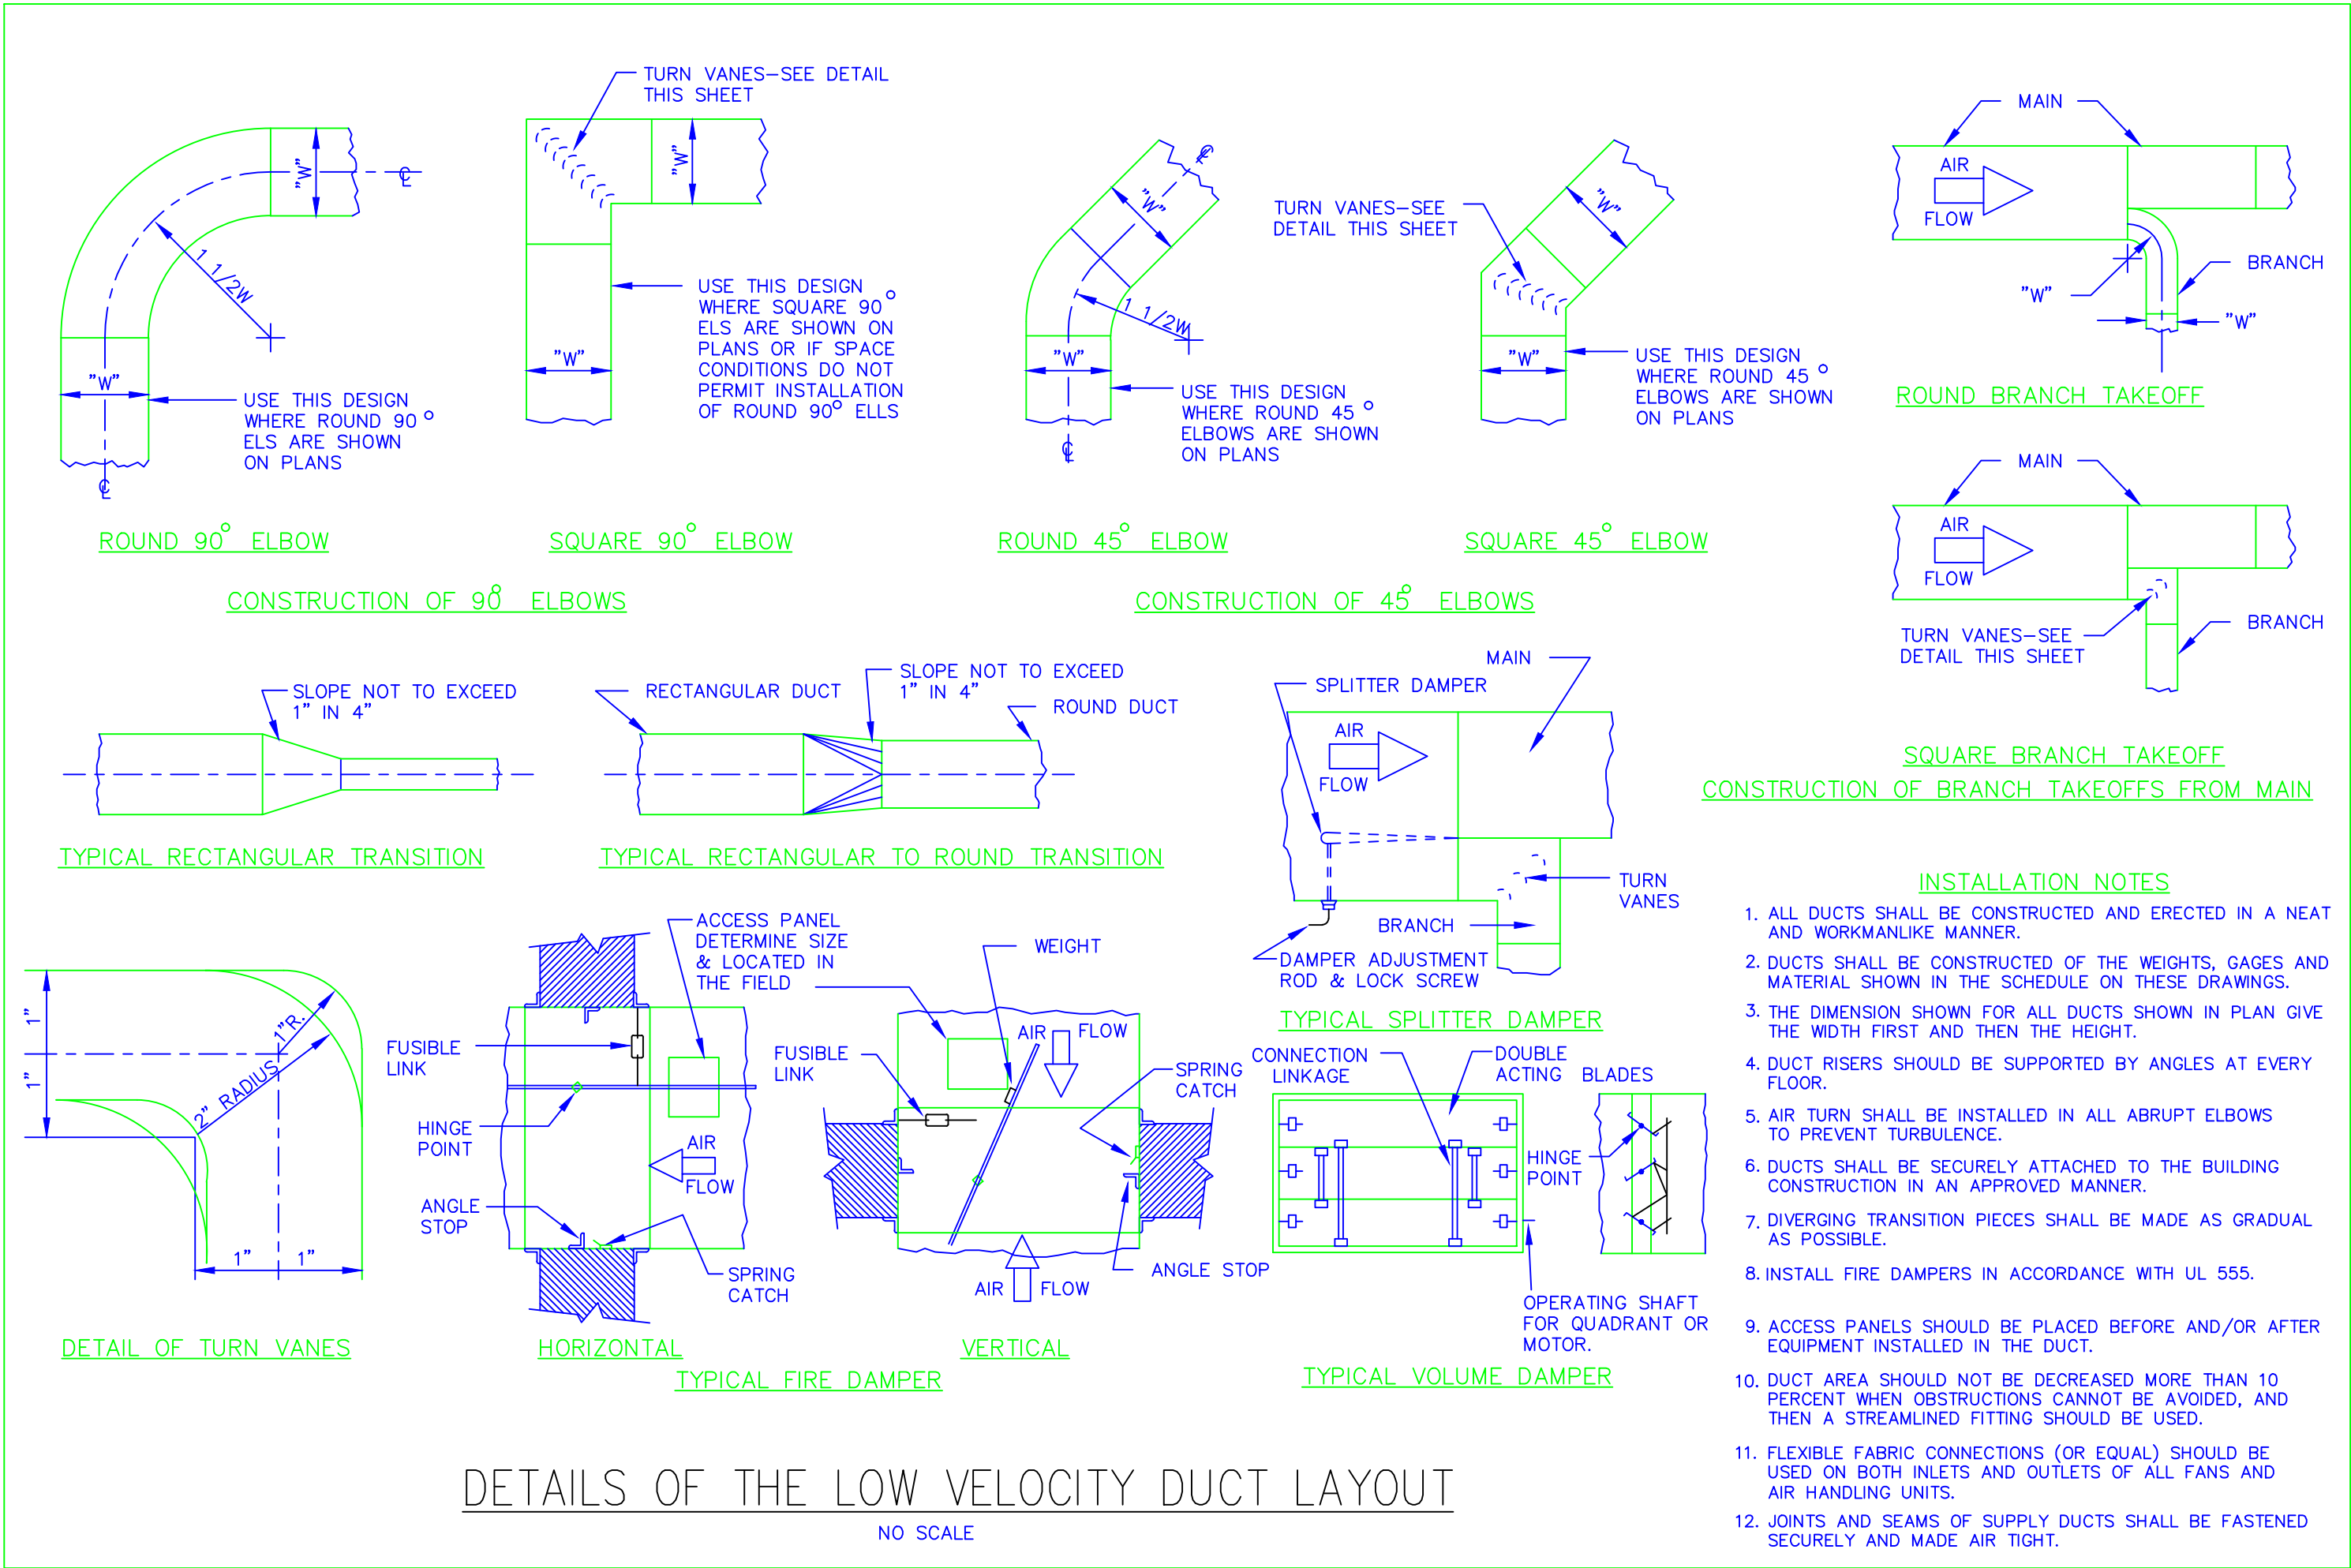 TURN VANES-SEE DETAIL
THIS SHEET
"W"
"W"
1 1/2W
"W"
℄
℄
USE THIS DESIGN
WHERE ROUND 90°
ELS ARE SHOWN
ON PLANS
ROUND 90° ELBOW
"W"
"W"
USE THIS DESIGN
WHERE SQUARE 90°
ELS ARE SHOWN ON
PLANS OR IF SPACE
CONDITIONS DO NOT
PERMIT INSTALLATION
OF ROUND 90° ELLS
SQUARE 90° ELBOW
CONSTRUCTION OF 90° ELBOWS
℄
"W"
1 1/2W
"W"
℄
USE THIS DESIGN
WHERE ROUND 45°
ELBOWS ARE SHOWN
ON PLANS
ROUND 45° ELBOW
TURN VANES-SEE
DETAIL THIS SHEET
"W"
"W"
USE THIS DESIGN
WHERE ROUND 45°
ELBOWS ARE SHOWN
ON PLANS
SQUARE 45° ELBOW
CONSTRUCTION OF 45° ELBOWS
MAIN
AIR
FLOW
BRANCH
"W"
"W"
ROUND BRANCH TAKEOFF
MAIN
AIR
FLOW
TURN VANES-SEE
DETAIL THIS SHEET
BRANCH
SQUARE BRANCH TAKEOFF
CONSTRUCTION OF BRANCH TAKEOFFS FROM MAIN
SLOPE NOT TO EXCEED
1" IN 4"
TYPICAL RECTANGULAR TRANSITION
RECTANGULAR DUCT
SLOPE NOT TO EXCEED
1" IN 4"
ROUND DUCT
TYPICAL RECTANGULAR TO ROUND TRANSITION
MAIN
SPLITTER DAMPER
AIR
FLOW
TURN
VANES
BRANCH
DAMPER ADJUSTMENT
ROD & LOCK SCREW
TYPICAL SPLITTER DAMPER
1"
1"
1"R.
2" RADIUS
1"
1"
DETAIL OF TURN VANES
ACCESS PANEL
DETERMINE SIZE
& LOCATED IN
THE FIELD
FUSIBLE
LINK
HINGE
POINT
AIR
FLOW
ANGLE
STOP
SPRING
CATCH
HORIZONTAL
WEIGHT
AIR
FLOW
FUSIBLE
LINK
SPRING
CATCH
ANGLE STOP
AIR
FLOW
VERTICAL
TYPICAL FIRE DAMPER
CONNECTION
LINKAGE
DOUBLE
ACTING BLADES
HINGE
POINT
OPERATING SHAFT
FOR QUADRANT OR
MOTOR.
TYPICAL VOLUME DAMPER
INSTALLATION NOTES
1. ALL DUCTS SHALL BE CONSTRUCTED AND ERECTED IN A NEAT
AND WORKMANLIKE MANNER.
2. DUCTS SHALL BE CONSTRUCTED OF THE WEIGHTS, GAGES AND
MATERIAL SHOWN IN THE SCHEDULE ON THESE DRAWINGS.
3. THE DIMENSION SHOWN FOR ALL DUCTS SHOWN IN PLAN GIVE
THE WIDTH FIRST AND THEN THE HEIGHT.
4. DUCT RISERS SHOULD BE SUPPORTED BY ANGLES AT EVERY
FLOOR.
5. AIR TURN SHALL BE INSTALLED IN ALL ABRUPT ELBOWS
TO PREVENT TURBULENCE.
6. DUCTS SHALL BE SECURELY ATTACHED TO THE BUILDING
CONSTRUCTION IN AN APPROVED MANNER.
7. DIVERGING TRANSITION PIECES SHALL BE MADE AS GRADUAL
AS POSSIBLE.
8. INSTALL FIRE DAMPERS IN ACCORDANCE WITH UL 555.
9. ACCESS PANELS SHOULD BE PLACED BEFORE AND/OR AFTER
EQUIPMENT INSTALLED IN THE DUCT.
10. DUCT AREA SHOULD NOT BE DECREASED MORE THAN 10
PERCENT WHEN OBSTRUCTIONS CANNOT BE AVOIDED, AND
THEN A STREAMLINED FITTING SHOULD BE USED.
11. FLEXIBLE FABRIC CONNECTIONS (OR EQUAL) SHOULD BE
USED ON BOTH INLETS AND OUTLETS OF ALL FANS AND
AIR HANDLING UNITS.
12. JOINTS AND SEAMS OF SUPPLY DUCTS SHALL BE FASTENED
SECURELY AND MADE AIR TIGHT.
DETAILS OF THE LOW VELOCITY DUCT LAYOUT
NO SCALE